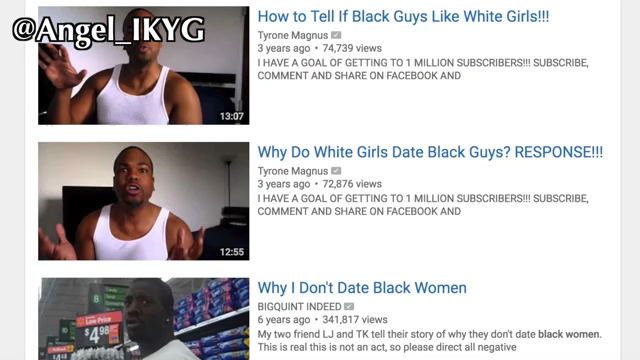 @Angel_IKYG
How to Tell If Black Guys Like White Girls!!!
Tyrone Magnus
3 years ago • 74,739 views
I HAVE A GOAL OF GETTING TO 1 MILLION SUBSCRIBERS!!! SUBSCRIBE,
COMMENT AND SHARE ON FACEBOOK AND
13:07
Why Do White Girls Date Black Guys? RESPONSE!!!
Tyrone Magnus
3 years ago • 72,876 views
I HAVE A GOAL OF GETTING TO 1 MILLION SUBSCRIBERS!!! SUBSCRIBE,
COMMENT AND SHARE ON FACEBOOK AND
12:55
Why I Don't Date Black Women
BIGQUINT INDEED
6 years ago • 341,817 views
My two friend LJ and TK tell their story of why they don't date black women.
This is real this is not an act, so please direct all negative
8
Low Price
$4.98